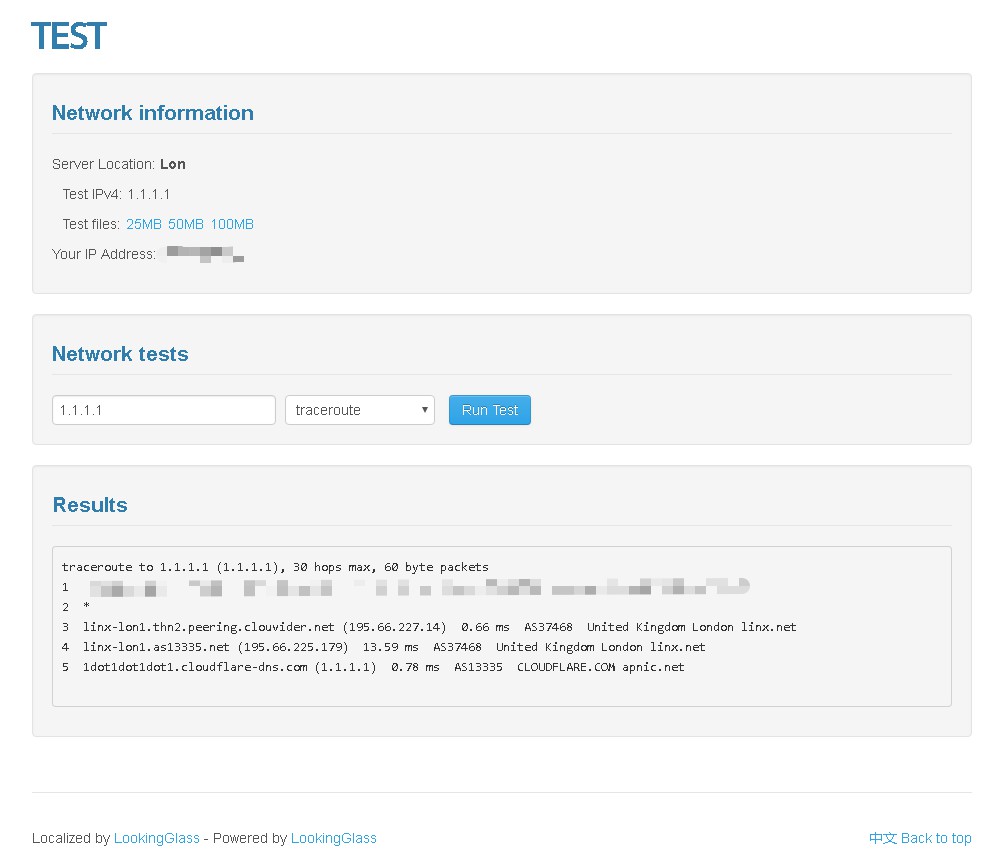 TEST
Network information
Server Location: Lon
Test IPv4: 1.1.1.1
Test files: 25MB 50MB 100MB
Your IP Address:
Network tests
1.1.1.1 traceroute Run Test
Results
traceroute to 1.1.1.1 (1.1.1.1), 30 hops max, 60 byte packets
1
2 *
3 linx-lon1.thn2.peering.clouvider.net (195.66.227.14) 0.66 ms AS37468 United Kingdom London linx.net
4 linx-lon1.as13335.net (195.66.225.179) 13.59 ms AS37468 United Kingdom London linx.net
5 1dot1dot1dot1.cloudflare-dns.com (1.1.1.1) 0.78 ms AS13335 CLOUDFLARE.COM apnic.net
Localized by LookingGlass - Powered by LookingGlass
中文 Back to top